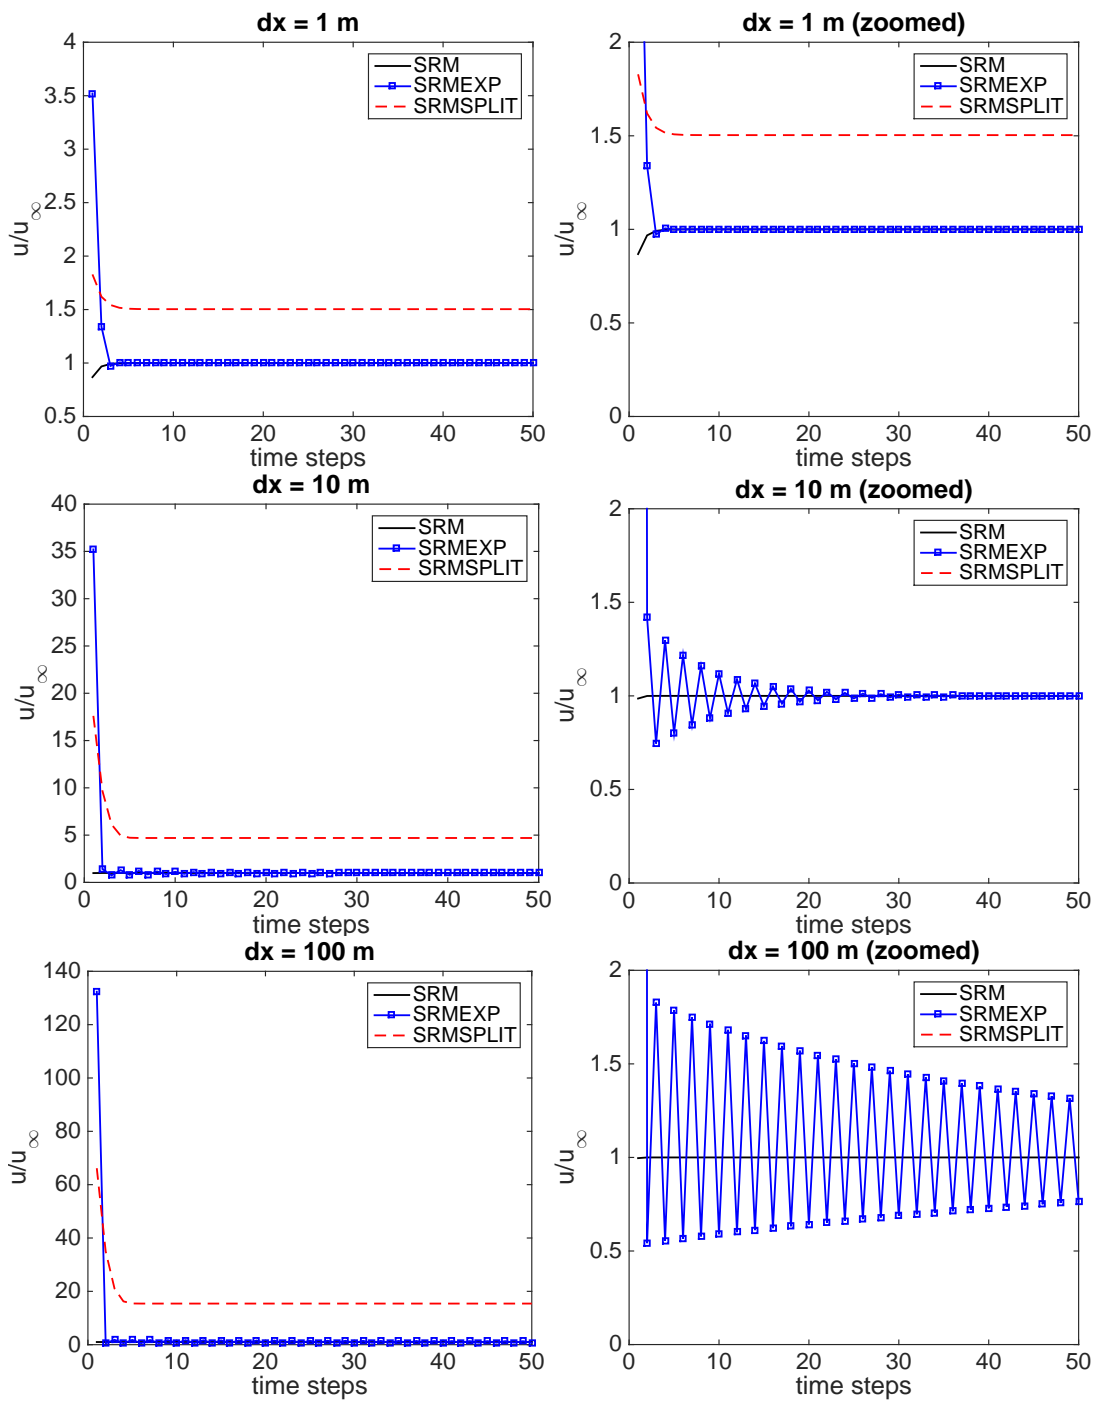 dx = 1 m
4
3.5
3
2.5
2
1.5
1
0.5
u/u∞
0 10 20 30 40 50
time steps
SRM
SRMEXP
SRMSPLIT
dx = 1 m (zoomed)
2
1.5
1
0.5
0
u/u∞
0 10 20 30 40 50
time steps
SRM
SRMEXP
SRMSPLIT
dx = 10 m
40
35
30
25
20
15
10
5
0
u/u∞
0 10 20 30 40 50
time steps
SRM
SRMEXP
SRMSPLIT
dx = 10 m (zoomed)
2
1.5
1
0.5
0
u/u∞
0 10 20 30 40 50
time steps
SRM
SRMEXP
SRMSPLIT
dx = 100 m
140
120
100
80
60
40
20
0
u/u∞
0 10 20 30 40 50
time steps
SRM
SRMEXP
SRMSPLIT
dx = 100 m (zoomed)
2
1.5
1
0.5
0
u/u∞
0 10 20 30 40 50
time steps
SRM
SRMEXP
SRMSPLIT